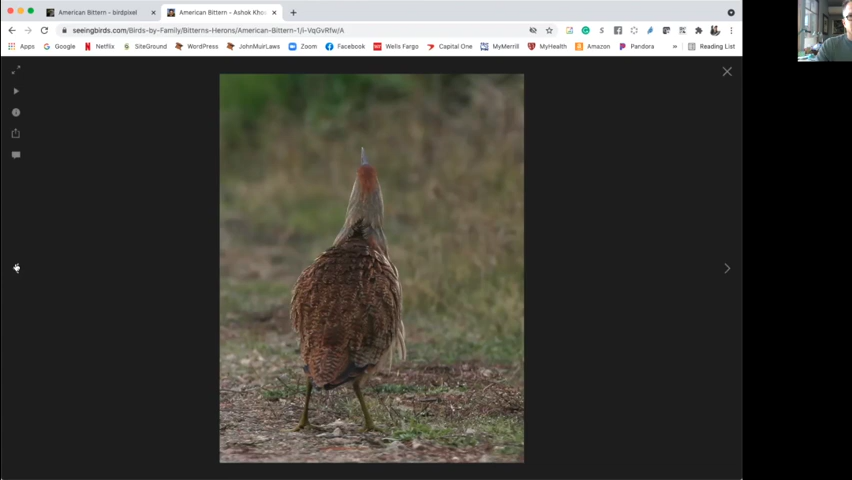 American Bittern - birdpixel
American Bittern - Ashok Kho
seeingbirds.com/Birds-by-Family/Bitterns-Herons/American-Bittern-1/i-VqGvRfw/A
Apps Google Netflix SiteGround WordPress JohnMuirLaws Zoom Facebook Wells Fargo Capital One MyMerrill MyHealth Amazon Pandora » Reading List